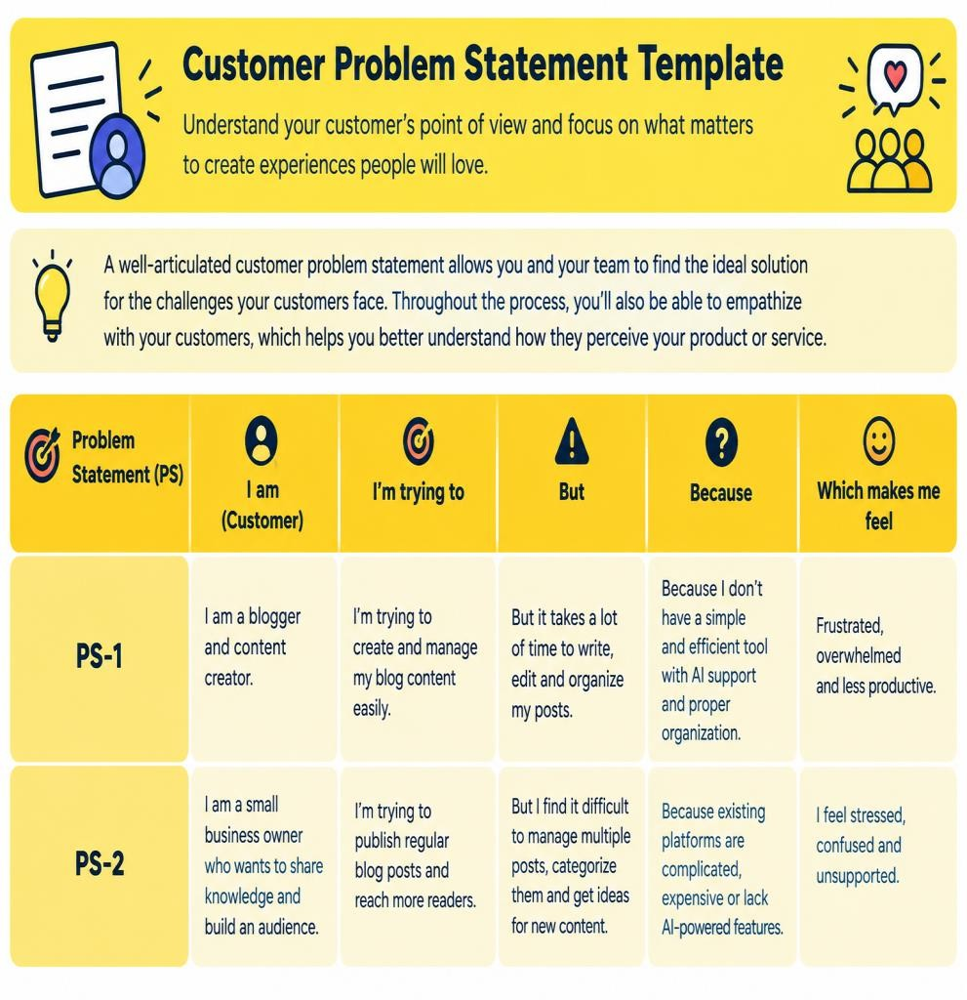 Customer Problem Statement Template
Understand your customer's point of view and focus on what matters
to create experiences people will love.
A well-articulated customer problem statement allows you and your team to find the ideal solution
for the challenges your customers face. Throughout the process, you'll also be able to empathize
with your customers, which helps you better understand how they perceive your product or service.
Problem
Statement (PS)
I am
(Customer)
I'm trying to
But
Because
Which makes me
feel
PS-1
I am a blogger
and content
creator.
I'm trying to
create and manage
my blog content
easily.
But it takes a lot
of time to write,
edit and organize
my posts.
Because I don't
have a simple
and efficient tool
with AI support
and proper
organization.
Frustrated,
overwhelmed
and less productive.
PS-2
I am a small
business owner
who wants to share
knowledge and
build an audience.
I'm trying to
publish regular
blog posts and
reach more readers.
But I find it difficult
to manage multiple
posts, categorize
them and get ideas
for new content.
Because existing
platforms are
complicated,
expensive or lack
AI-powered features.
I feel stressed,
confused and
unsupported.